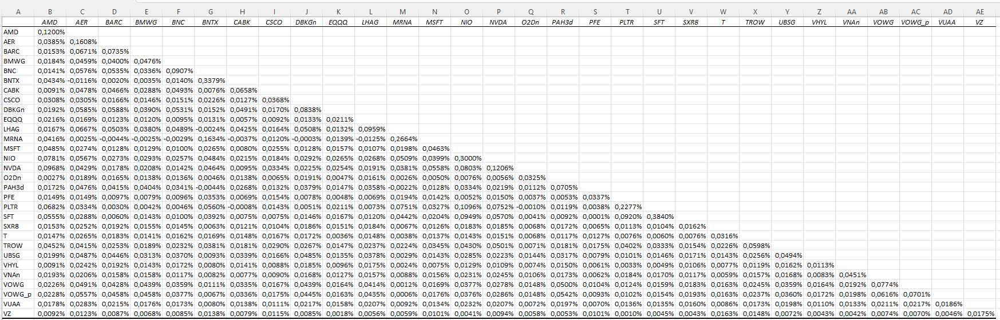 A B C D E F G H I J K L M N O P Q R S T U V W X Y Z AA AB AC AD AE
AMD AER BARC BMWG BNC BNTX CABK CSCO DBKGn EQQQ LHAG MRNA MSFT NIO NVDA O2Dn PAH3d PFE PLTR SFT SXR8 T TROW UBSG VHYL VNAn VOWG VOWG_p VUAA VZ
AMD 0,1200%
AER 0,0385% 0,1608%
BARC 0,0153% 0,0671% 0,0735%
BMWG 0,0184% 0,0459% 0,0400% 0,0476%
BNC 0,0141% 0,0576% 0,0535% 0,0336% 0,0907%
BNTX 0,0434% -0,0116% 0,0020% 0,0035% 0,0140% 0,3379%
CABK 0,0091% 0,0478% 0,0466% 0,0288% 0,0493% 0,0076% 0,0658%
CSCO 0,0308% 0,0305% 0,0166% 0,0146% 0,0151% 0,0226% 0,0127% 0,0368%
DBKGn 0,0192% 0,0585% 0,0588% 0,0390% 0,0531% 0,0152% 0,0491% 0,0170% 0,0838%
EQQQ 0,0216% 0,0169% 0,0123% 0,0120% 0,0095% 0,0131% 0,0057% 0,0092% 0,0133% 0,0211%
LHAG 0,0167% 0,0667% 0,0503% 0,0380% 0,0489% -0,0024% 0,0425% 0,0164% 0,0508% 0,0132% 0,0959%
MRNA 0,0416% 0,0025% -0,0044% -0,0025% -0,0029% 0,1634% -0,0037% 0,0120% -0,0003% 0,0139% -0,0125% 0,2664%
MSFT 0,0485% 0,0274% 0,0128% 0,0129% 0,0100% 0,0265% 0,0080% 0,0255% 0,0128% 0,0157% 0,0107% 0,0198% 0,0463%
NIO 0,0781% 0,0567% 0,0273% 0,0293% 0,0257% 0,0484% 0,0215% 0,0184% 0,0292% 0,0265% 0,0268% 0,0509% 0,0399% 0,3000%
NVDA 0,0968% 0,0429% 0,0178% 0,0208% 0,0142% 0,0464% 0,0095% 0,0334% 0,0225% 0,0254% 0,0191% 0,0381% 0,0558% 0,0803% 0,1206%
O2Dn 0,0027% 0,0189% 0,0165% 0,0138% 0,0136% 0,0046% 0,0138% 0,0065% 0,0191% 0,0047% 0,0161% 0,0026% 0,0050% 0,0076% 0,0056% 0,0325%
PAH3d 0,0172% 0,0476% 0,0415% 0,0404% 0,0341% -0,0044% 0,0268% 0,0132% 0,0379% 0,0147% 0,0358% -0,0022% 0,0128% 0,0334% 0,0219% 0,0112% 0,0705%
PFE 0,0149% 0,0149% 0,0097% 0,0079% 0,0096% 0,0353% 0,0069% 0,0154% 0,0078% 0,0048% 0,0069% 0,0194% 0,0142% 0,0052% 0,0150% 0,0037% 0,0053% 0,0337%
PLTR 0,0682% 0,0334% 0,0030% 0,0042% 0,0046% 0,0560% -0,0008% 0,0143% 0,0051% 0,0211% 0,0073% 0,0751% 0,0327% 0,1096% 0,0752% -0,0010% 0,0119% 0,0038% 0,2277%
SFT 0,0555% 0,0288% 0,0060% 0,0143% 0,0100% 0,0392% 0,0075% 0,0075% 0,0146% 0,0167% 0,0120% 0,0442% 0,0204% 0,0949% 0,0570% 0,0041% 0,0092% 0,0001% 0,0920% 0,3840%
SXR8 0,0153% 0,0252% 0,0192% 0,0155% 0,0145% 0,0063% 0,0121% 0,0104% 0,0186% 0,0151% 0,0184% 0,0067% 0,0126% 0,0183% 0,0185% 0,0068% 0,0172% 0,0065% 0,0113% 0,0104% 0,0162%
T 0,0147% 0,0265% 0,0183% 0,0141% 0,0162% 0,0169% 0,0148% 0,0167% 0,0172% 0,0036% 0,0148% 0,0038% 0,0137% 0,0143% 0,0151% 0,0068% 0,0117% 0,0127% 0,0076% 0,0060% 0,0076% 0,0316%
TROW 0,0452% 0,0415% 0,0253% 0,0189% 0,0232% 0,0381% 0,0181% 0,0290% 0,0267% 0,0147% 0,0237% 0,0224% 0,0345% 0,0430% 0,0501% 0,0071% 0,0181% 0,0175% 0,0402% 0,0333% 0,0154% 0,0226% 0,0598%
UBSG 0,0199% 0,0487% 0,0446% 0,0313% 0,0370% 0,0093% 0,0339% 0,0166% 0,0485% 0,0135% 0,0378% 0,0029% 0,0143% 0,0285% 0,0223% 0,0144% 0,0317% 0,0079% 0,0101% 0,0146% 0,0171% 0,0143% 0,0256% 0,0494%
VHYL 0,0091% 0,0242% 0,0192% 0,0143% 0,0172% 0,0080% 0,0141% 0,0088% 0,0185% 0,0096% 0,0175% 0,0024% 0,0075% 0,0129% 0,0109% 0,0074% 0,0150% 0,0061% 0,0033% 0,0049% 0,0106% 0,0077% 0,0119% 0,0162% 0,0113%
VNAn 0,0193% 0,0206% 0,0158% 0,0158% 0,0117% 0,0082% 0,0077% 0,0090% 0,0168% 0,0127% 0,0157% 0,0088% 0,0156% 0,0231% 0,0245% 0,0106% 0,0173% 0,0062% 0,0184% 0,0170% 0,0117% 0,0059% 0,0157% 0,0168% 0,0083% 0,0451%
VOWG 0,0226% 0,0491% 0,0428% 0,0439% 0,0359% 0,0111% 0,0335% 0,0167% 0,0439% 0,0164% 0,0414% 0,0012% 0,0169% 0,0377% 0,0278% 0,0148% 0,0500% 0,0104% 0,0124% 0,0159% 0,0183% 0,0163% 0,0245% 0,0359% 0,0164% 0,0192% 0,0774%
VOWG_p 0,0228% 0,0557% 0,0458% 0,0458% 0,0377% 0,0067% 0,0336% 0,0175% 0,0445% 0,0163% 0,0435% 0,0006% 0,0176% 0,0376% 0,0286% 0,0148% 0,0542% 0,0093% 0,0102% 0,0154% 0,0193% 0,0163% 0,0237% 0,0360% 0,0172% 0,0198% 0,0616% 0,0701%
VUAA 0,0178% 0,0283% 0,0215% 0,0176% 0,0173% 0,0080% 0,0138% 0,0111% 0,0217% 0,0158% 0,0207% 0,0092% 0,0134% 0,0232% 0,0207% 0,0072% 0,0197% 0,0070% 0,0136% 0,0135% 0,0160% 0,0086% 0,0173% 0,0198% 0,0110% 0,0133% 0,0211% 0,0217% 0,0186%
VZ 0,0092% 0,0123% 0,0087% 0,0068% 0,0085% 0,0138% 0,0079% 0,0115% 0,0085% 0,0018% 0,0056% 0,0059% 0,0101% 0,0041% 0,0094% 0,0058% 0,0053% 0,0101% 0,0010% 0,0045% 0,0043% 0,0163% 0,0148% 0,0072% 0,0043% 0,0042% 0,0074% 0,0070% 0,0046% 0,0175%